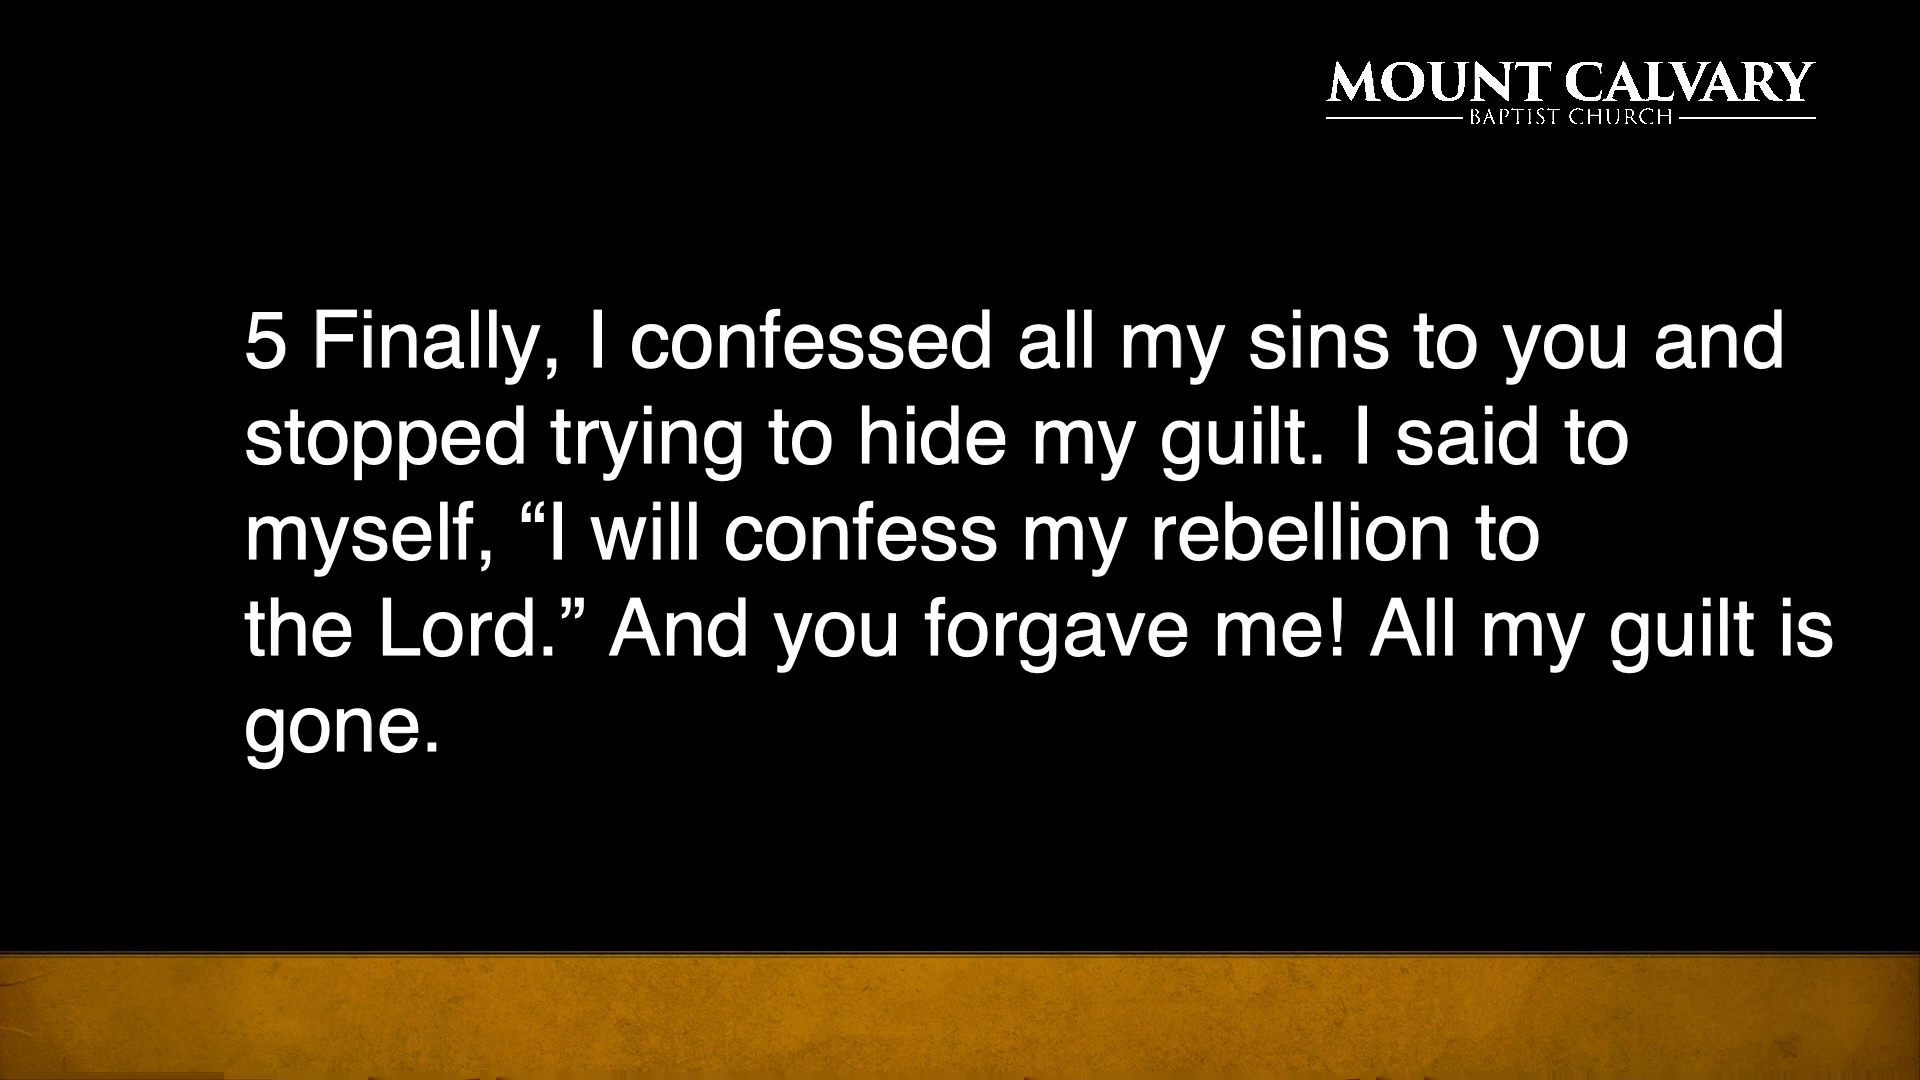 MOUNT CALVARY
BAPTIST CHURCH
5 Finally, I confessed all my sins to you and
stopped trying to hide my guilt. I said to
myself, “I will confess my rebellion to
the Lord.” And you forgave me! All my guilt is
gone.